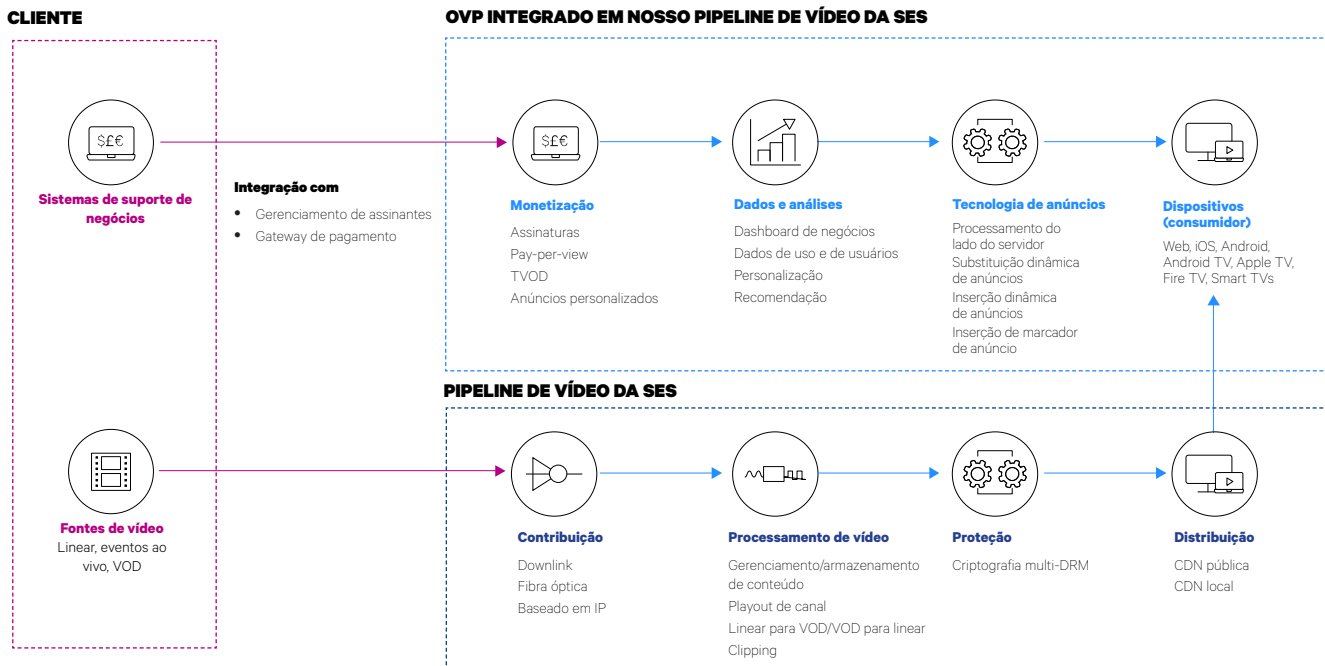 CLIENTE
OVP INTEGRADO EM NOSSO PIPELINE DE VÍDEO DA SES
$£€
Sistemas de suporte de
negócios
Integração com
• Gerenciamento de assinantes
• Gateway de pagamento
$£€
Monetização
Assinaturas
Pay-per-view
TVOD
Anúncios personalizados
Dados e análises
Dashboard de negócios
Dados de uso e de usuários
Personalização
Recomendação
Tecnologia de anúncios
Processamento do
lado do servidor
Substituição dinâmica
de anúncios
Inserção dinâmica
de anúncios
Inserção de marcador
de anúncio
Dispositivos
(consumidor)
Web, iOS, Android,
Android TV, Apple TV,
Fire TV, Smart TVs
PIPELINE DE VÍDEO DA SES
Fontes de vídeo
Linear, eventos ao
vivo, VOD
Contribuição
Downlink
Fibra óptica
Baseado em IP
Processamento de vídeo
Gerenciamento/armazenamento
de conteúdo
Playout de canal
Linear para VOD/VOD para linear
Clipping
Proteção
Criptografia multi-DRM
Distribuição
CDN pública
CDN local